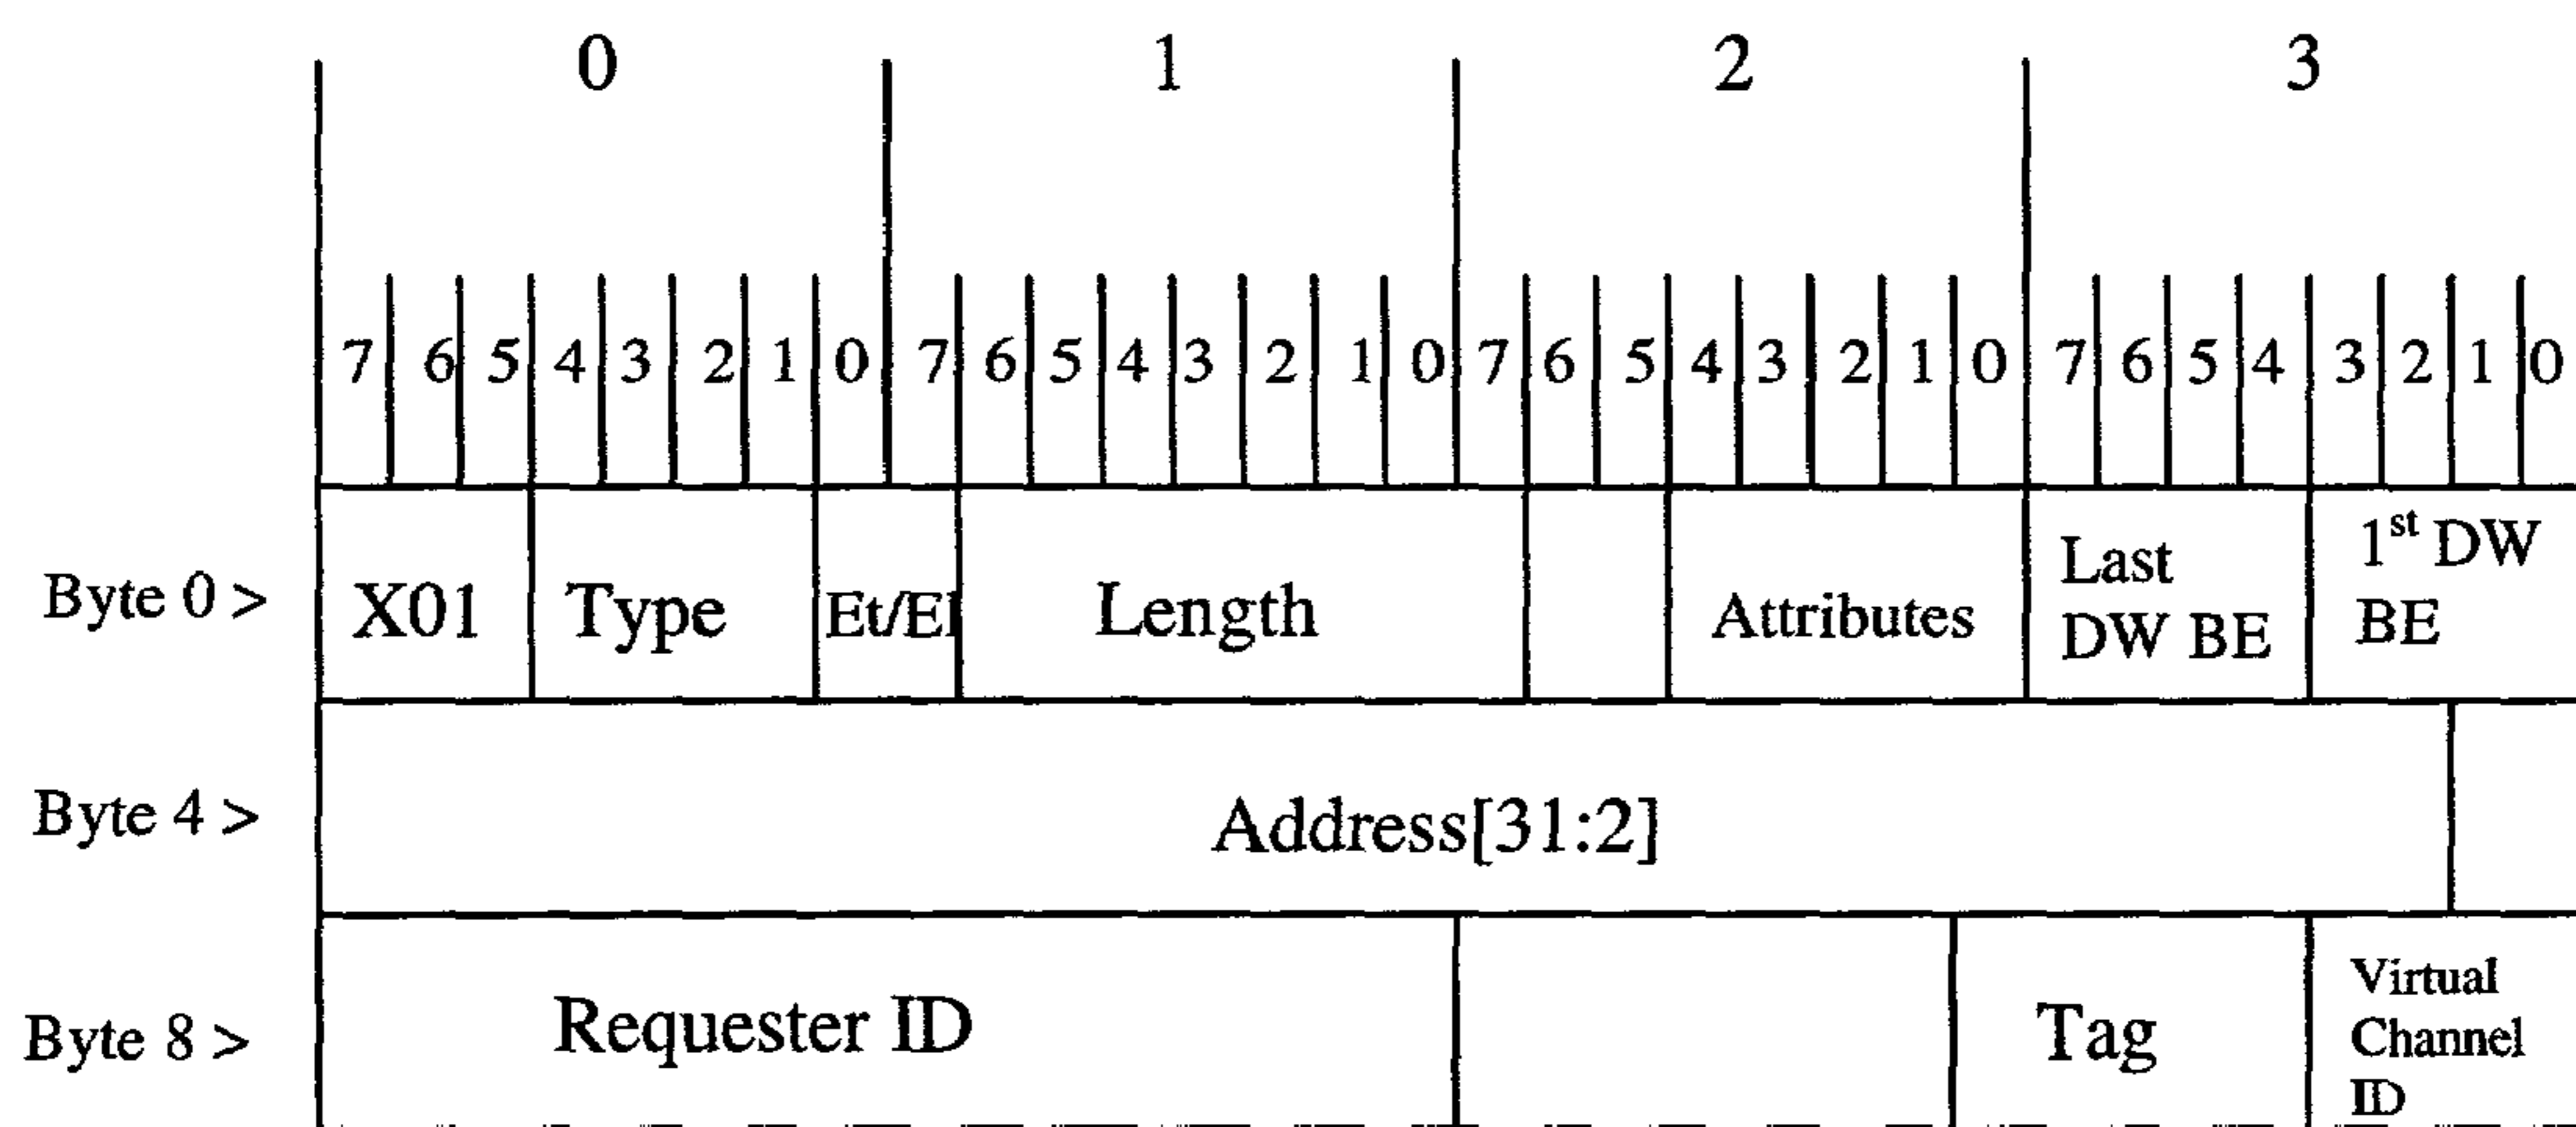 0 1 2 3
7 6 5 4 3 2 1 0 7 6 5 4 3 2 1 0 7 6 5 4 3 2 1 0 7 6 5 4 3 2 1 0
Byte 0 > X01 Type Et/El Length Attributes Last DW BE 1st DW BE
Byte 4 > Address[31:2]
Byte 8 > Requester ID Tag Virtual Channel ID